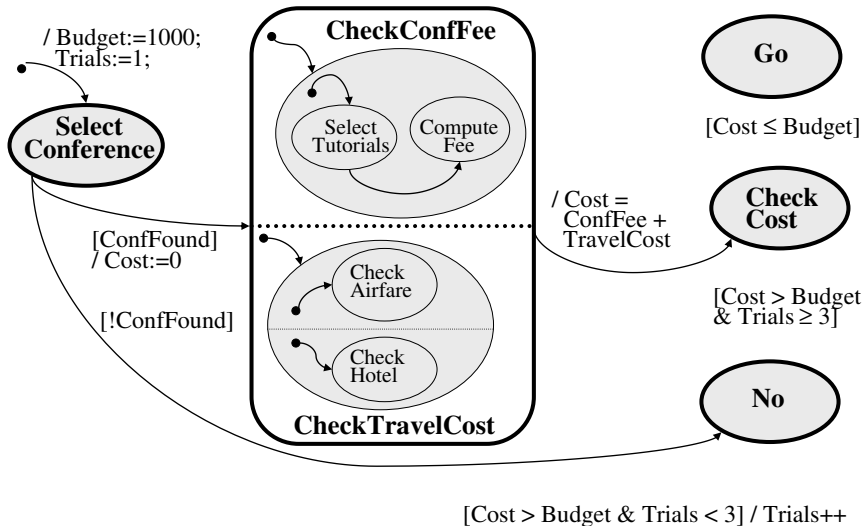 / Budget:=1000;
Trials:=1;
Select
Conference
CheckConfFee
Select
Tutorials
Compute
Fee
Go
[Cost ≤ Budget]
[ConfFound]
/ Cost:=0
[!ConfFound]
Check
Airfare
Check
Hotel
CheckTravelCost
/ Cost =
ConfFee +
TravelCost
Check
Cost
[Cost > Budget
& Trials ≥ 3]
No
[Cost > Budget & Trials < 3] / Trials++